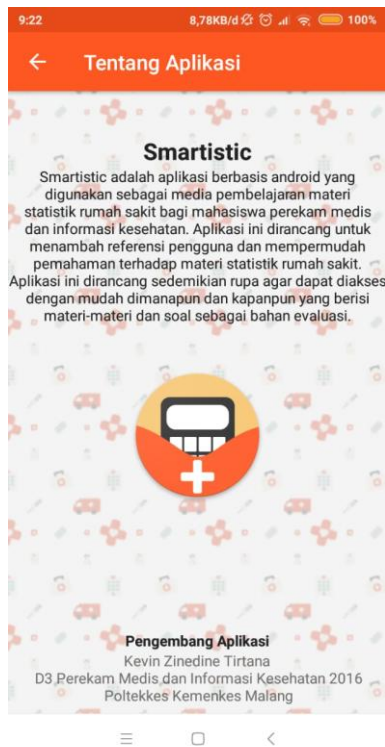 9:22 8,78KB/d 100%
Tentang Aplikasi
Smartistic
Smartistic adalah aplikasi berbasis android yang
digunakan sebagai media pembelajaran materi
statistik rumah sakit bagi mahasiswa perekam medis
dan informasi kesehatan. Aplikasi ini dirancang untuk
menambah referensi pengguna dan mempermudah
pemahaman terhadap materi statistik rumah sakit.
Aplikasi ini dirancang sedemikian rupa agar dapat diakses
dengan mudah dimanapun dan kapanpun yang berisi
materi-materi dan soal sebagai bahan evaluasi.
Pengembang Aplikasi
Kevin Zinedine Tirtana
D3 Perekam Medis dan Informasi Kesehatan 2016
Poltekkes Kemenkes Malang